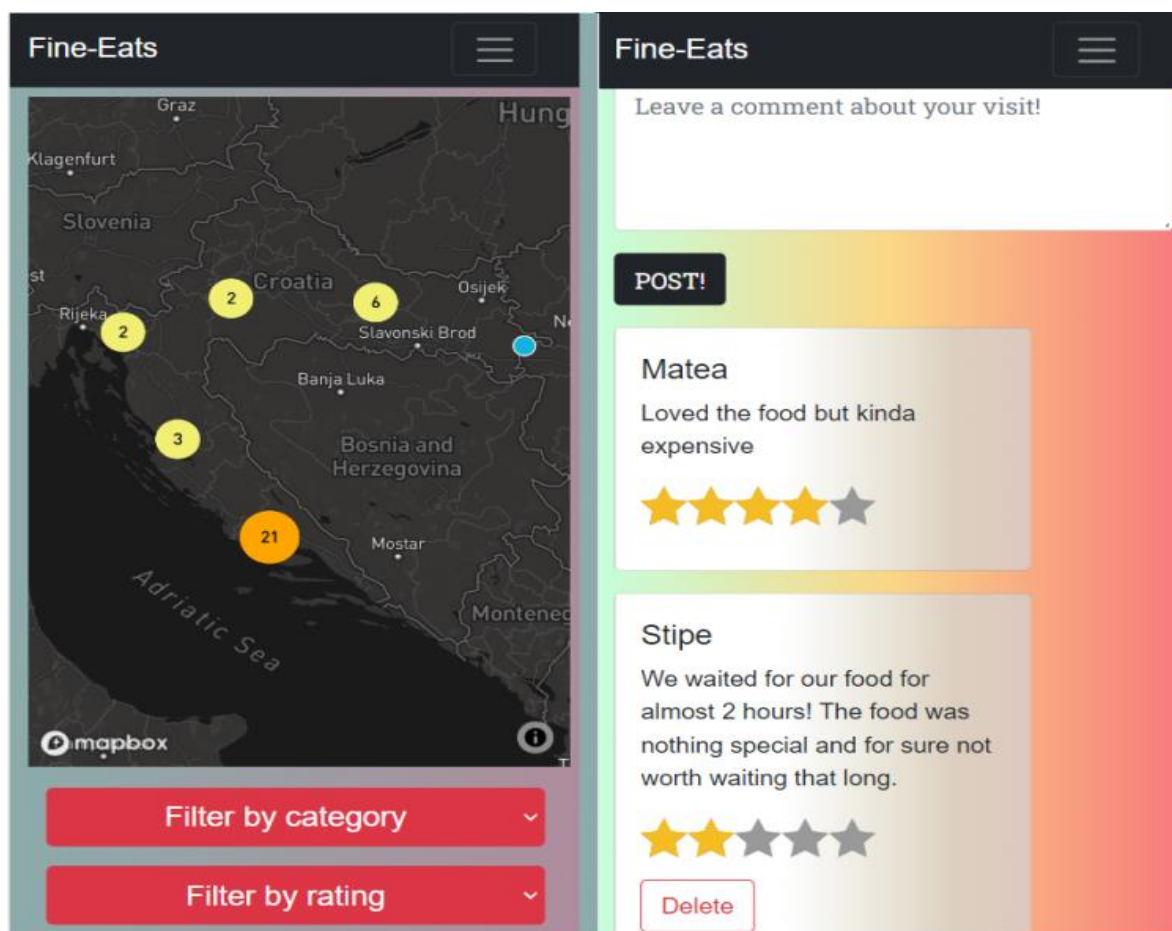 Fine-Eats
Graz
Hung
Klagenfurt
Slovenia
st
Croatia
2
6
Osijek
Rijeka
2
Slavonski Brod
Ne
Banja Luka
3
Bosnia and
Herzegovina
21
Mostar
Adriatic Sea
Monteneg
mapbox
T
Filter by category
Filter by rating
Fine-Eats
Leave a comment about your visit!
POST!
Matea
Loved the food but kinda
expensive
Stipe
We waited for our food for
almost 2 hours! The food was
nothing special and for sure not
worth waiting that long.
Delete